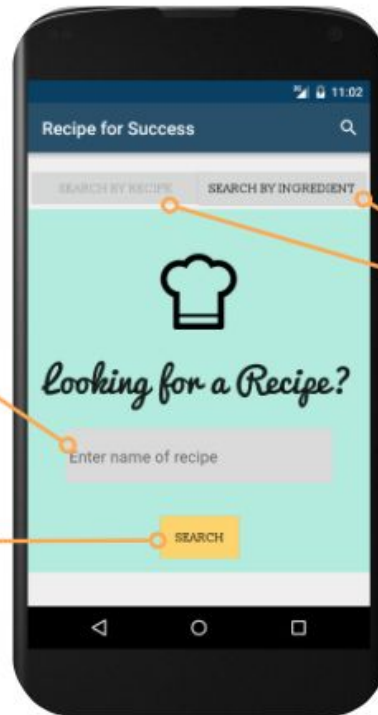 11:02
Recipe for Success
SEARCH BY RECIPE SEARCH BY INGREDIENT
Looking for a Recipe?
Enter name of recipe
SEARCH